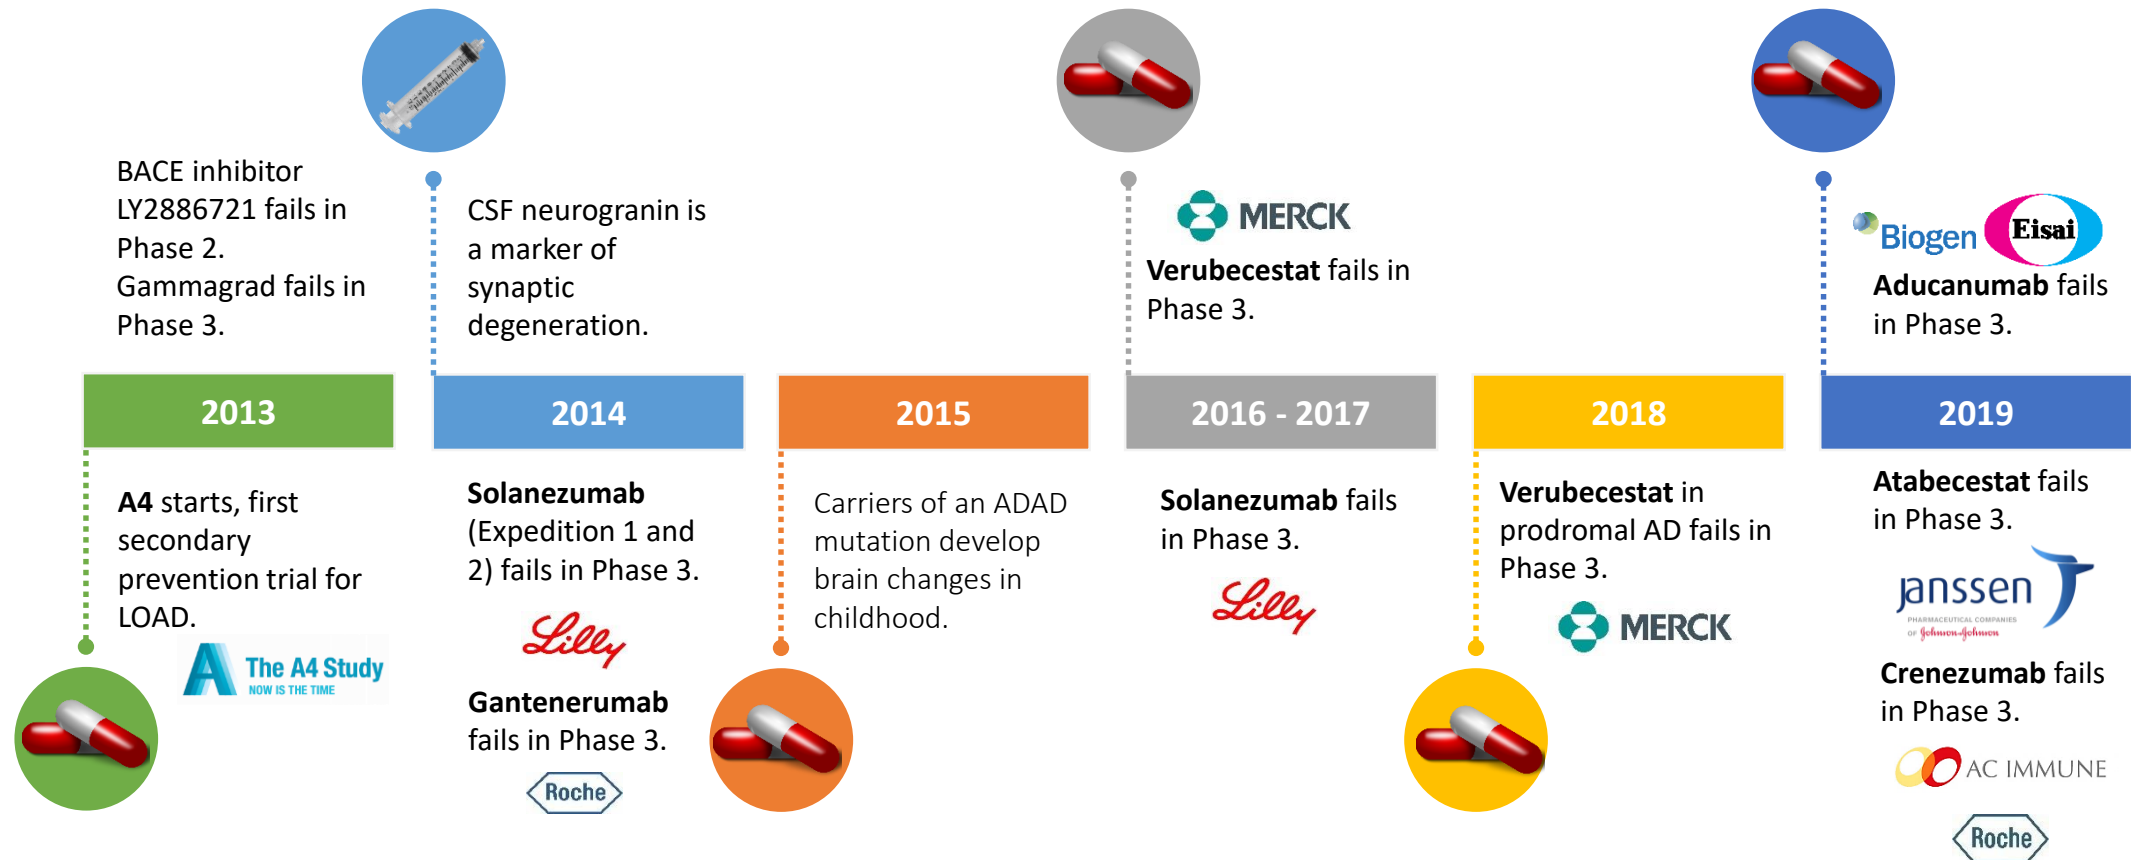 BACE inhibitor
LY2886721 fails in
Phase 2.
Gammagrad fails in
Phase 3.
CSF neurogranin is
a marker of
synaptic
degeneration.
MERCK
Verubecestat fails in
Phase 3.
Biogen
Eisai
Aducanumab fails
in Phase 3.
2013
2014
2015
2016 - 2017
2018
2019
A4 starts, first
secondary
prevention trial for
LOAD.
The A4 Study
NOW IS THE TIME
Solanezumab
(Expedition 1 and
2) fails in Phase 3.
Lilly
Gantenerumab
fails in Phase 3.
Roche
Carriers of an ADAD
mutation develop
brain changes in
childhood.
Solanezumab fails
in Phase 3.
Lilly
Verubecestat in
prodromal AD fails in
Phase 3.
MERCK
Atabecestat fails
in Phase 3.
janssen
PHARMACEUTICAL COMPANIES
OF Johnson & Johnson
Crenezumab fails
in Phase 3.
AC IMMUNE
Roche